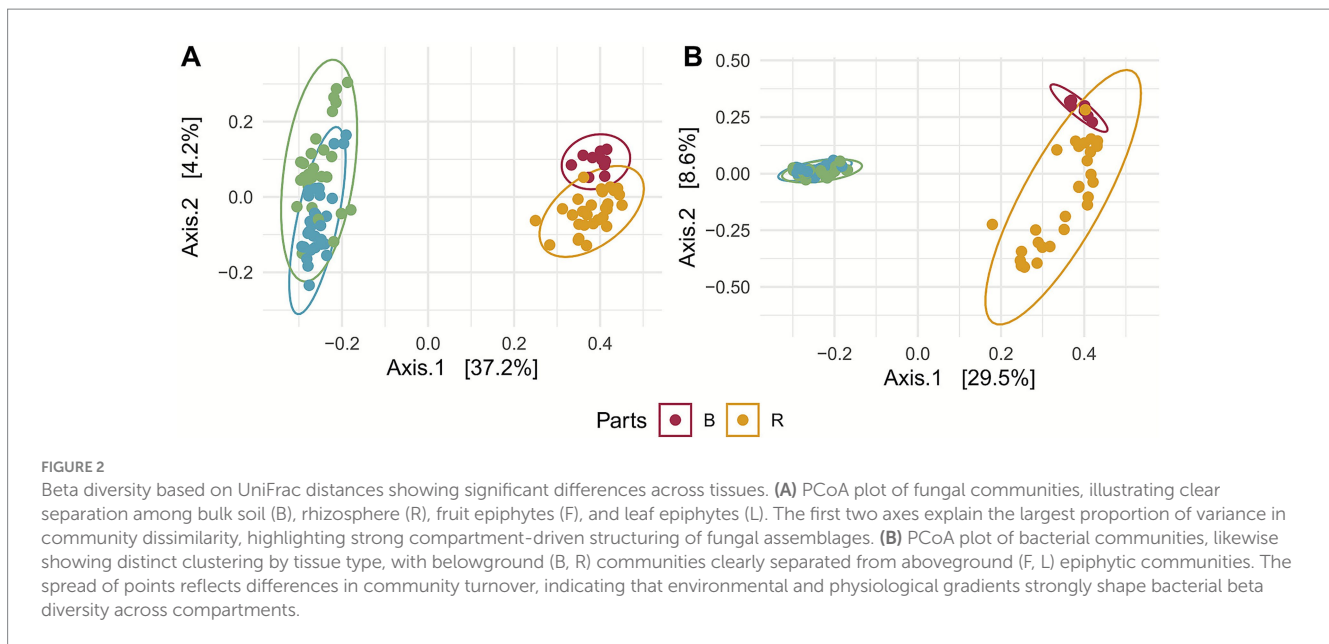 A
B
0.2
0.0
−0.2
Axis.2 [4.2%]
−0.2 0.0 0.2 0.4
Axis.1 [37.2%]
0.50
0.25
0.00
−0.25
−0.50
Axis.2 [8.6%]
−0.2 0.0 0.2 0.4
Axis.1 [29.5%]
Parts B R
FIGURE 2
Beta diversity based on UniFrac distances showing significant differences across tissues. (A) PCoA plot of fungal communities, illustrating clear
separation among bulk soil (B), rhizosphere (R), fruit epiphytes (F), and leaf epiphytes (L). The first two axes explain the largest proportion of variance in
community dissimilarity, highlighting strong compartment-driven structuring of fungal assemblages. (B) PCoA plot of bacterial communities, likewise
showing distinct clustering by tissue type, with belowground (B, R) communities clearly separated from aboveground (F, L) epiphytic communities. The
spread of points reflects differences in community turnover, indicating that environmental and physiological gradients strongly shape bacterial beta
diversity across compartments.